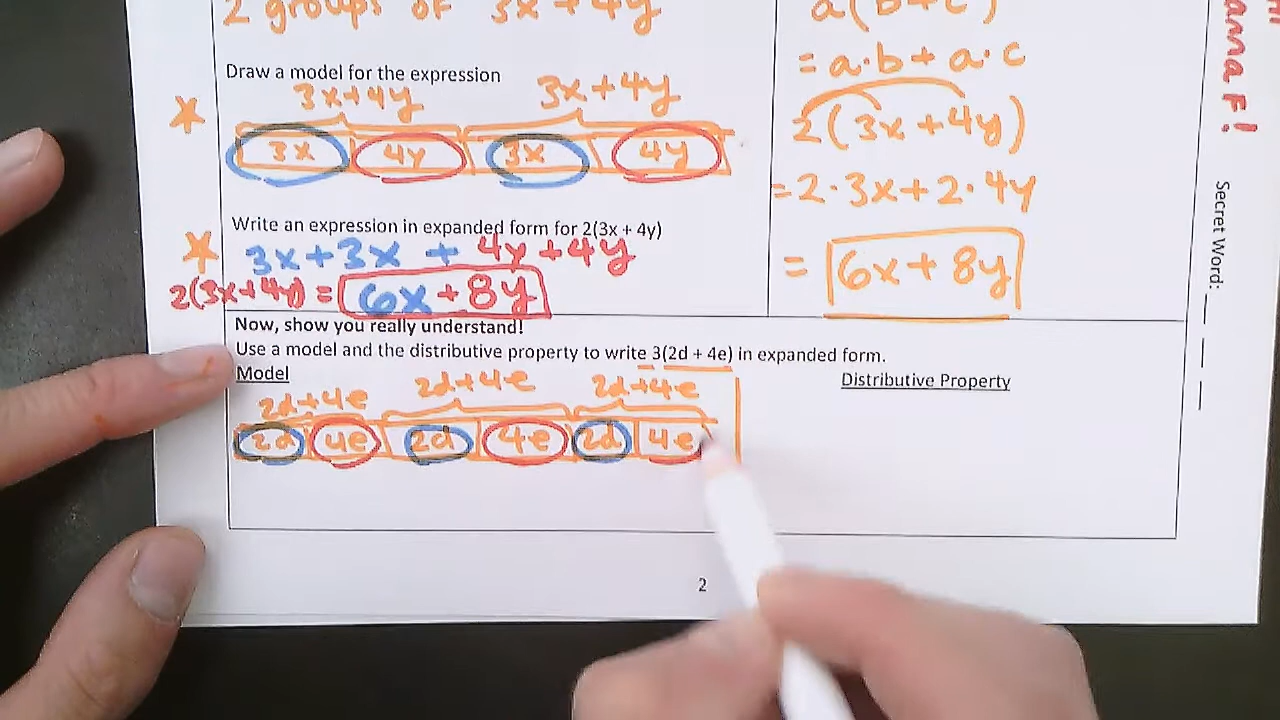 2 groups of 3x + 4y
Draw a model for the expression
3x+4y 3x+4y
3x 4y 3x 4y
Write an expression in expanded form for 2(3x + 4y)
3x+3x + 4y+4y
2(3x+4y) = 6x+8y
a(b+c)
= a·b + a·c
2(3x+4y)
=2·3x+2·4y
= 6x+8y
Now, show you really understand!
Use a model and the distributive property to write 3(2d + 4e) in expanded form.
Model
2d+4e 2d+4e 2d+4e
2d 4e 2d 4e 2d 4e
Distributive Property
2
anna F!
Secret Word: _ _ _ _